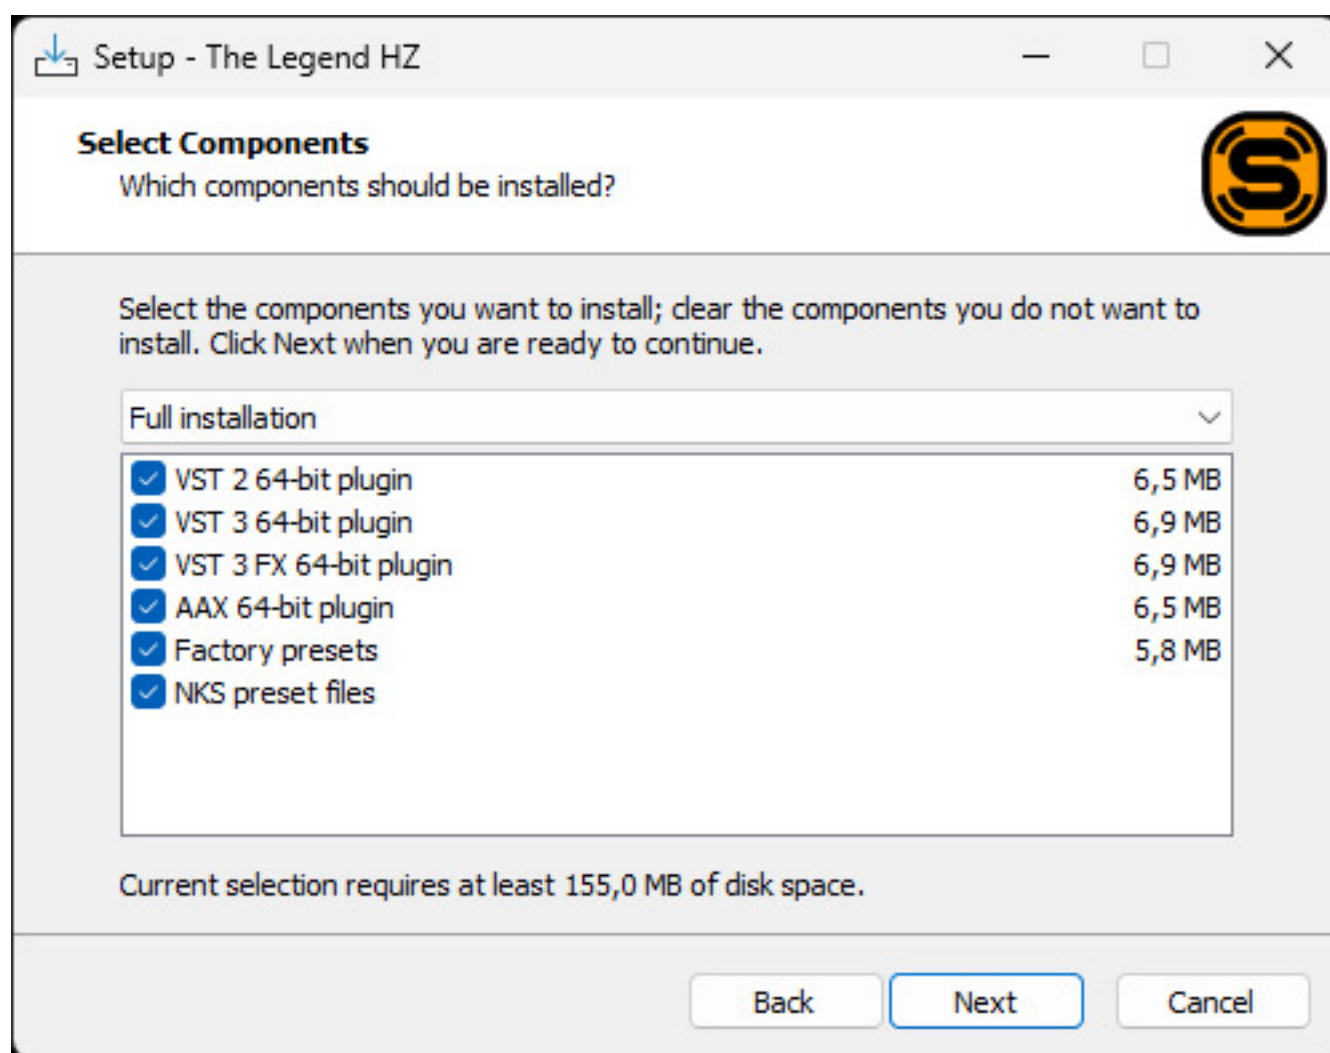 Setup - The Legend HZ
Select Components
Which components should be installed?
S
Select the components you want to install; clear the components you do not want to
install. Click Next when you are ready to continue.
Full installation
VST 2 64-bit plugin 6,5 MB
VST 3 64-bit plugin 6,9 MB
VST 3 FX 64-bit plugin 6,9 MB
AAX 64-bit plugin 6,5 MB
Factory presets 5,8 MB
NKS preset files
Current selection requires at least 155,0 MB of disk space.
Back Next Cancel